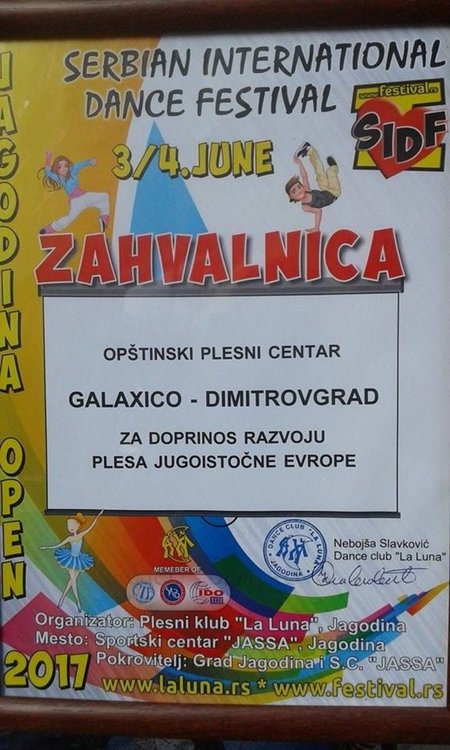 SERBIAN INTERNATIONAL
DANCE FESTIVAL
www.festival.rs
SIDF
3/4.JUNE
JAGODINA OPEN
2017
ZAHVALNICA
OPŠTINSKI PLESNI CENTAR
GALAXICO - DIMITROVGRAD
ZA DOPRINOS RAZVOJU
PLESA JUGOISTOČNE EVROPE
DANCE CLUB "LA LUNA"
JAGODINA
Nebojša Slavković
Dance club "La Luna"
MEMEBER OF
IDO
Organizator: Plesni klub "La Luna", Jagodina
Mesto: Sportski centar "JASSA", Jagodina
Pokrovitelj: Grad Jagodina i S.C. "JASSA"
www.laluna.rs * www.festival.rs